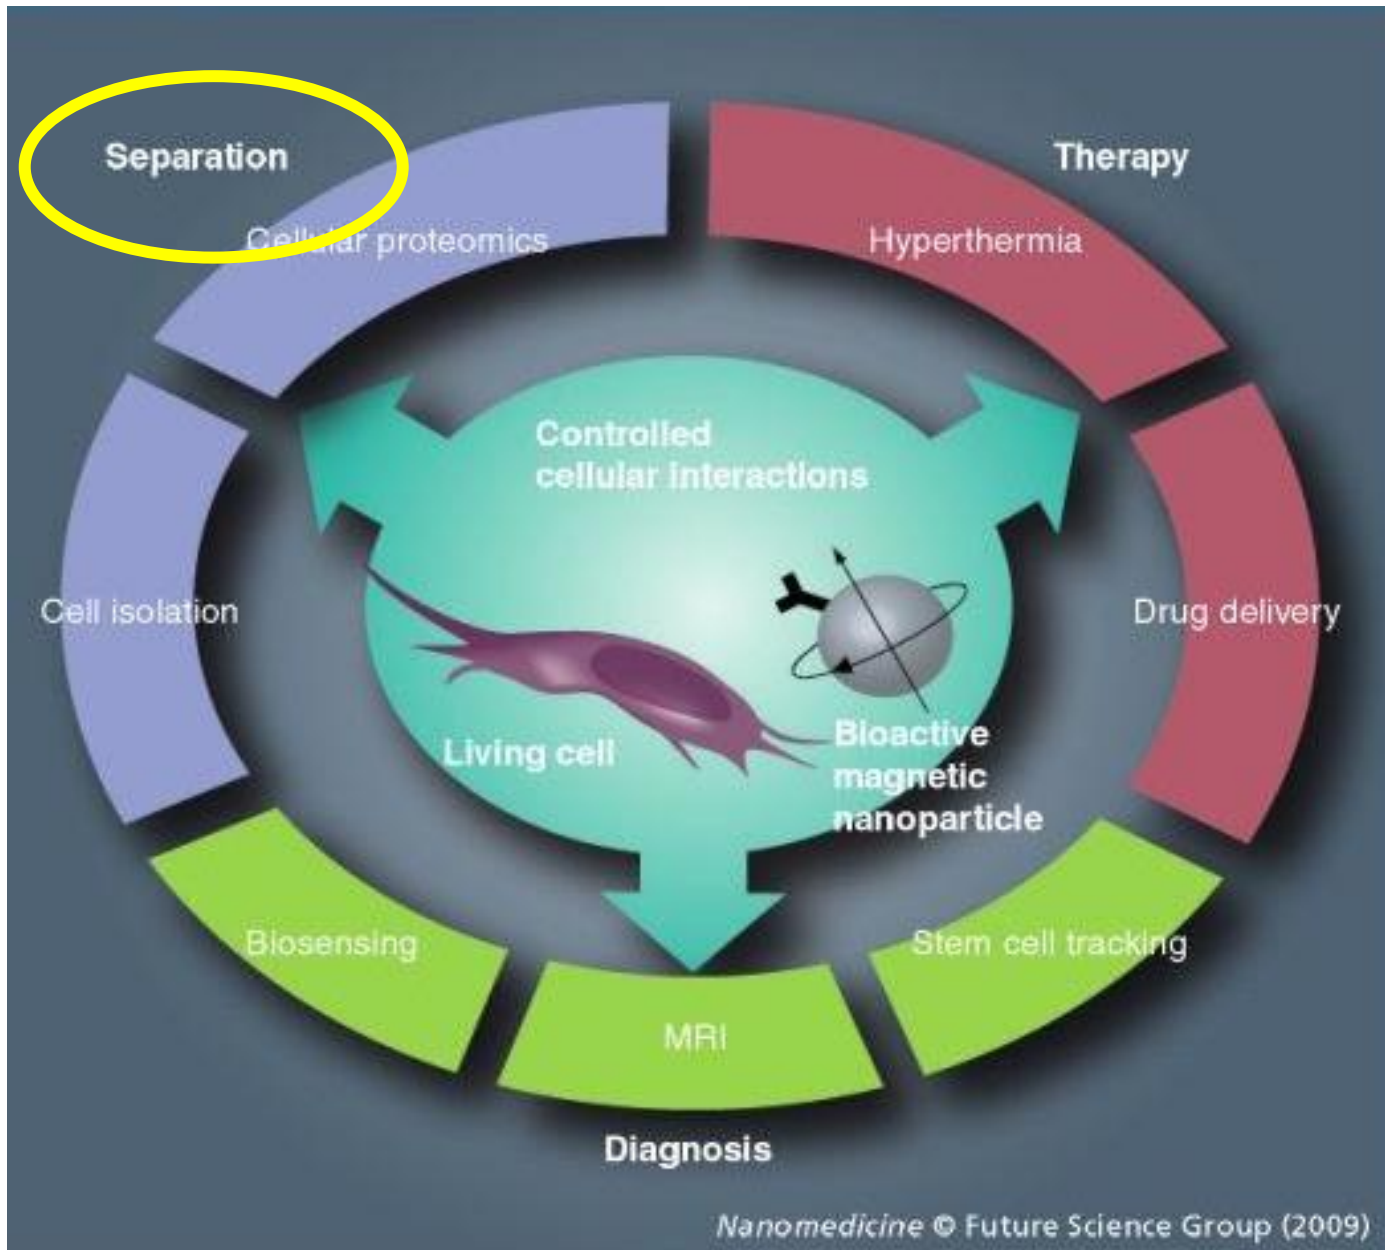 Separation
Therapy
Cellular proteomics
Hyperthermia
Controlled
cellular interactions
Cell isolation
Drug delivery
Living cell
Bioactive
magnetic
nanoparticle
Biosensing
Stem cell tracking
MRI
Diagnosis
Nanomedicine © Future Science Group (2009)